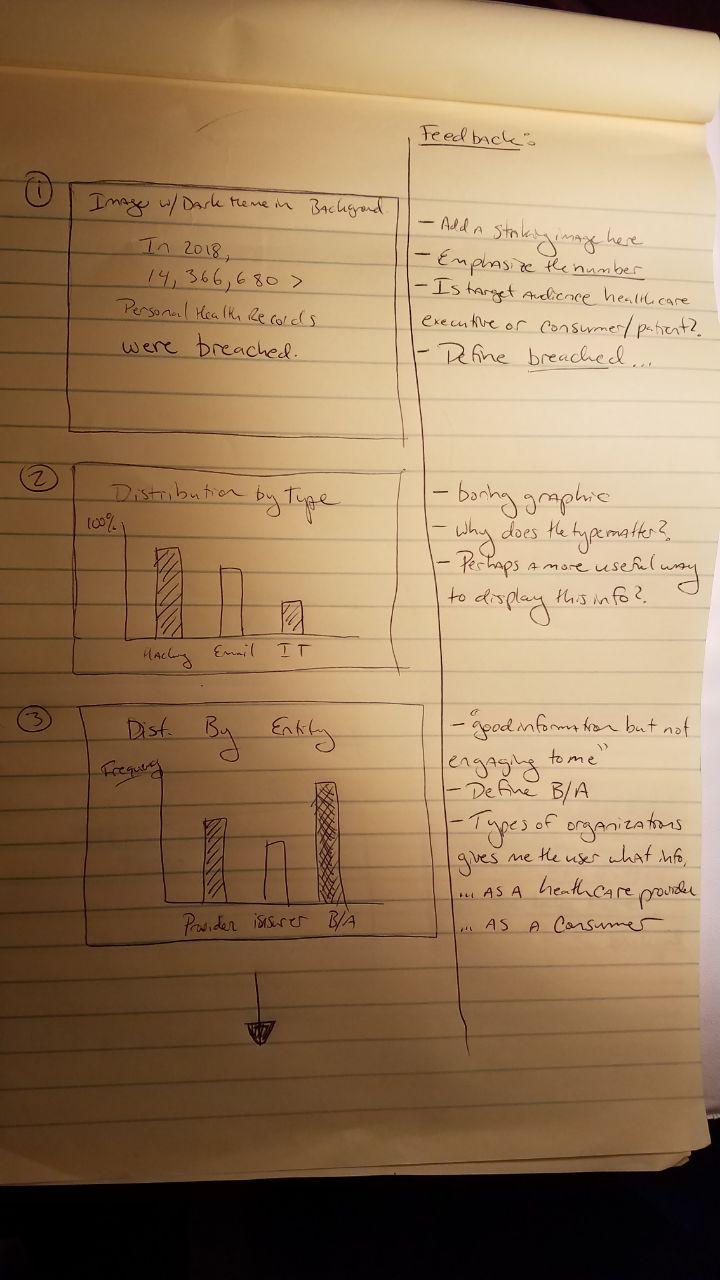 Feedback:
①
Image w/ Dark theme in Background
In 2018,
14,366,680 >
Personal Health Records
were breached.
- Add a striking image here
- Emphasize the number
- Is target audience healthcare
executive or consumer/patient?
- Define breached...
②
Distribution by Type
100%
Hacking Email IT
- boring graphic
- why does the type matter?
- Perhaps a more useful way
to display this info?
③
Dist. By Entity
Frequency
Provider B/A
- "good information but not
engaging to me"
- Define B/A
- Types of organizations
gives me the user what info,
... AS A healthcare provider
... AS A consumer